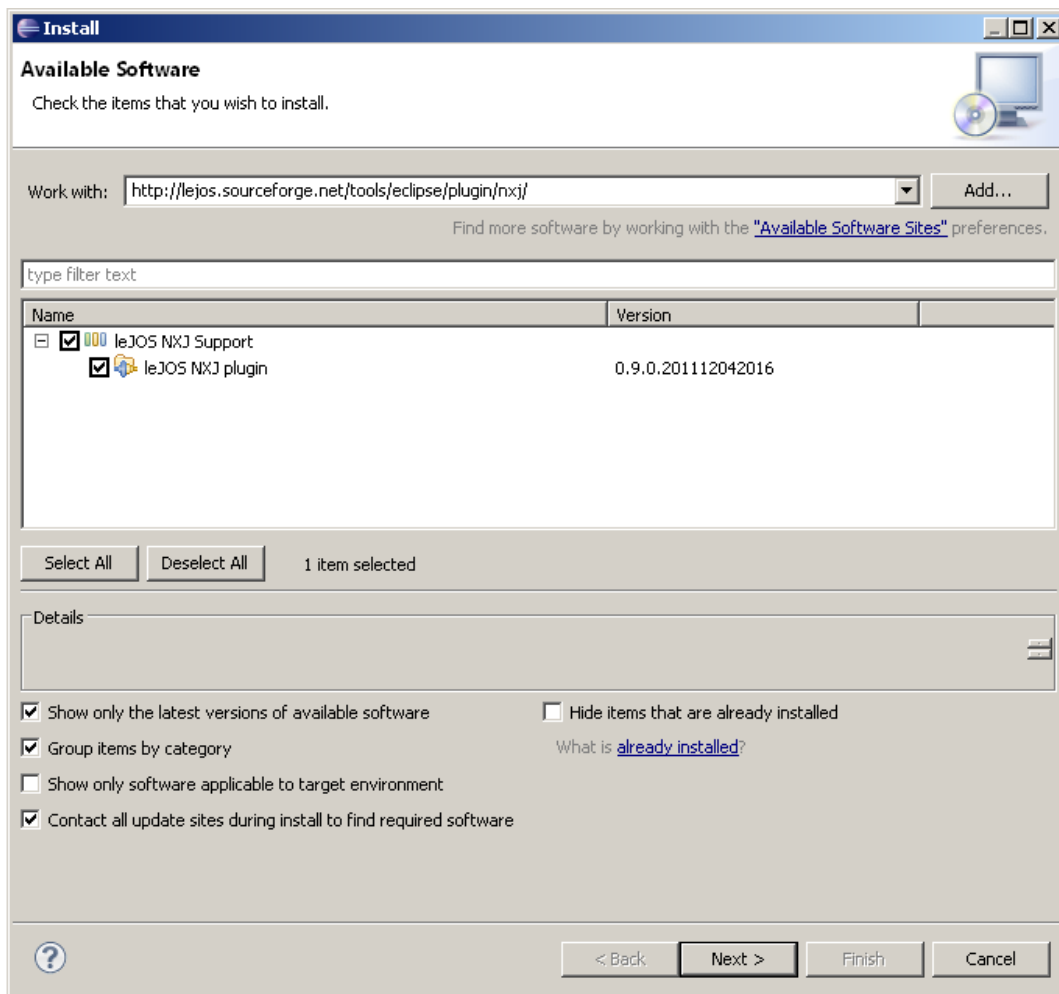 Install
Available Software
Check the items that you wish to install.
Work with: http://lejos.sourceforge.net/tools/eclipse/plugin/nxj/ Add...
Find more software by working with the "Available Software Sites" preferences.
type filter text
Name Version
leJOS NXJ Support
leJOS NXJ plugin 0.9.0.201112042016
Select All Deselect All 1 item selected
Details
Show only the latest versions of available software Hide items that are already installed
Group items by category What is already installed?
Show only software applicable to target environment
Contact all update sites during install to find required software
? < Back Next > Finish Cancel